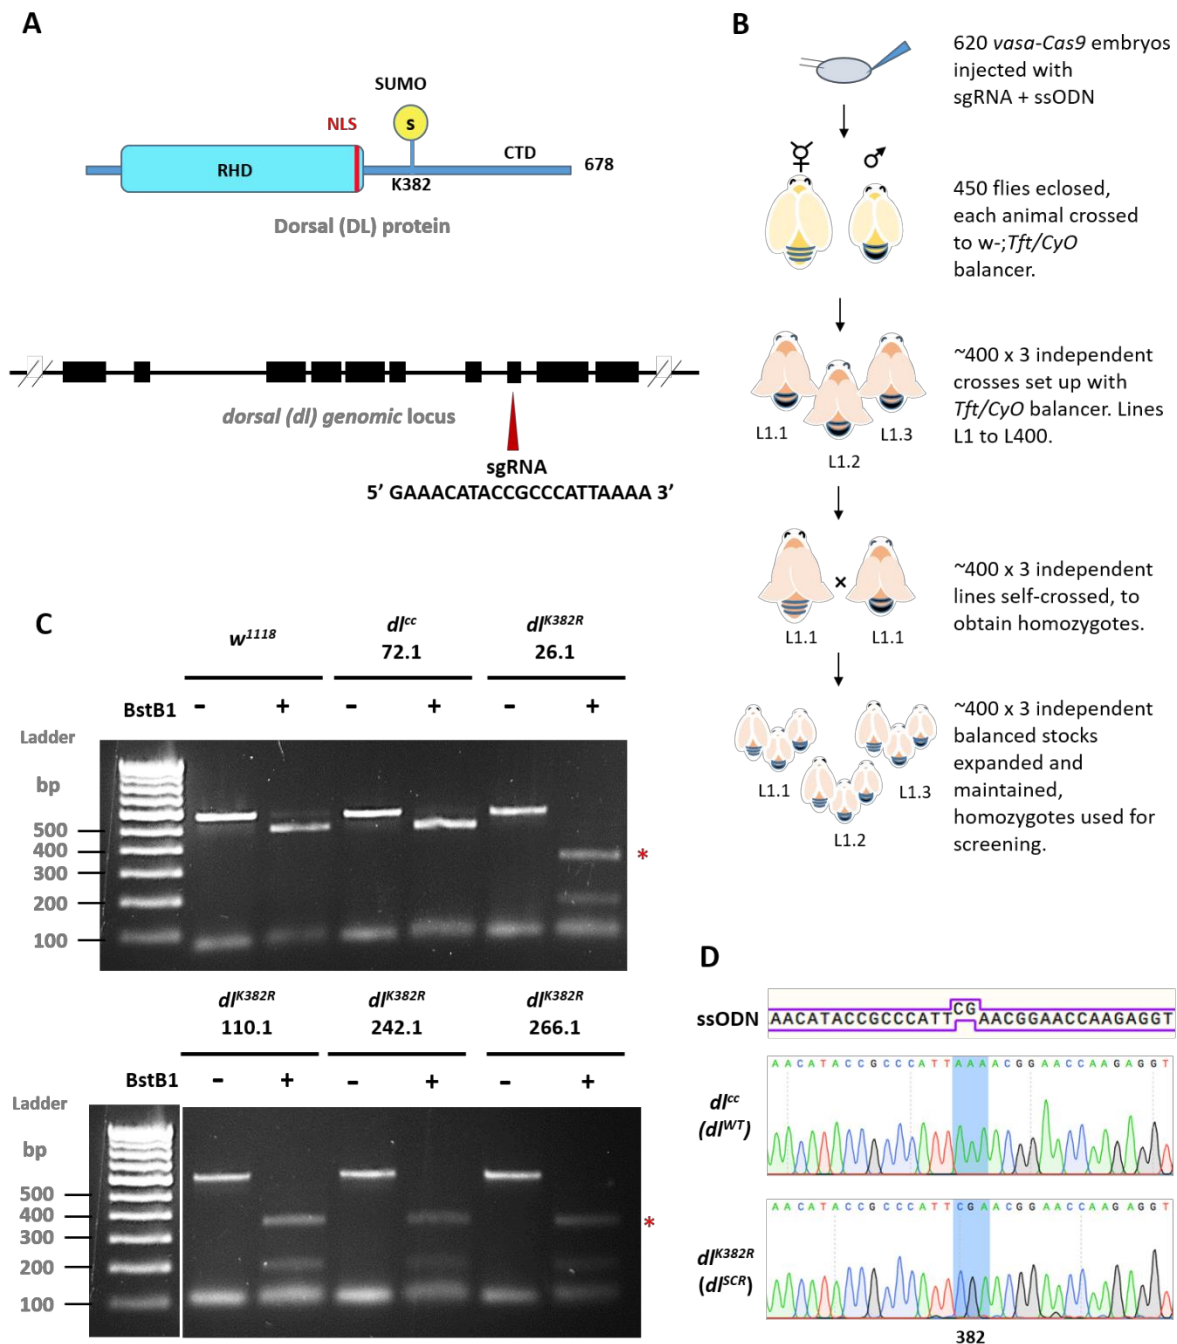 A
SUMO
S
NLS
RHD
CTD
678
K382
Dorsal (DL) protein
dorsal (dl) genomic locus
sgRNA
5’ GAAACATACCGCCCATTAAAA 3’
B
620 vasa-Cas9 embryos
injected with
sgRNA + ssODN
450 flies eclosed,
each animal crossed
to w-;Tft/CyO
balancer.
~400 x 3 independent
crosses set up with
Tft/CyO balancer. Lines
L1 to L400.
L1.1
L1.2
L1.3
~400 x 3 independent
lines self-crossed, to
obtain homozygotes.
×
L1.1
L1.1
~400 x 3 independent
balanced stocks
expanded and
maintained,
homozygotes used for
screening.
L1.1
L1.2
L1.3
C
w1118
dlcc
72.1
dlK382R
26.1
BstB1 - + - + - +
Ladder
bp
500
400
300
200
100
*
dlK382R
110.1
dlK382R
242.1
dlK382R
266.1
BstB1 - + - + - +
Ladder
bp
500
400
300
200
100
*
D
ssODN
CG
AACATACCGCCCATT AACGGAACCAAGAGGT
AACATACCGCCCATTAAAACGGAACCAAGAGGT
dlcc
(dlWT)
AACATACCGCCCATTCGAACGGAACCAAGAGGT
dlK382R
(dlSCR)
382